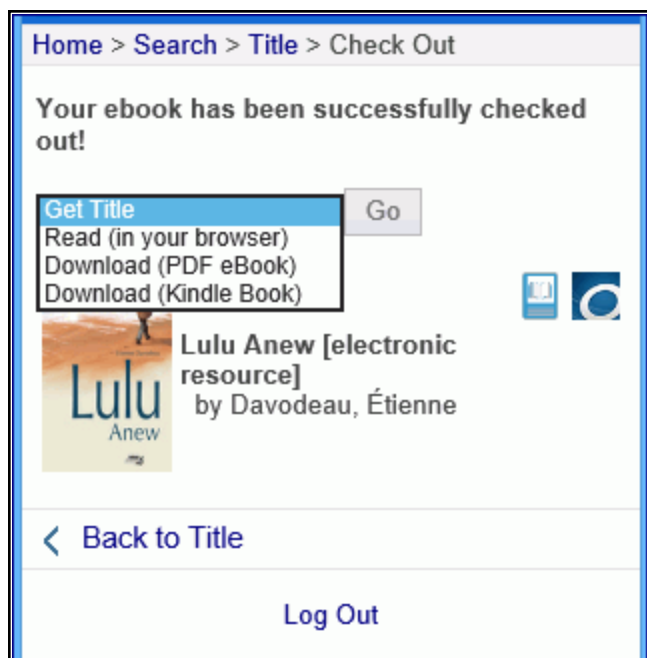 Home > Search > Title > Check Out
Your ebook has been successfully checked
out!
Get Title
Go
Read (in your browser)
Download (PDF eBook)
Download (Kindle Book)
Lulu Anew [electronic
resource]
by Davodeau, Étienne
Lulu
Anew
Back to Title
Log Out